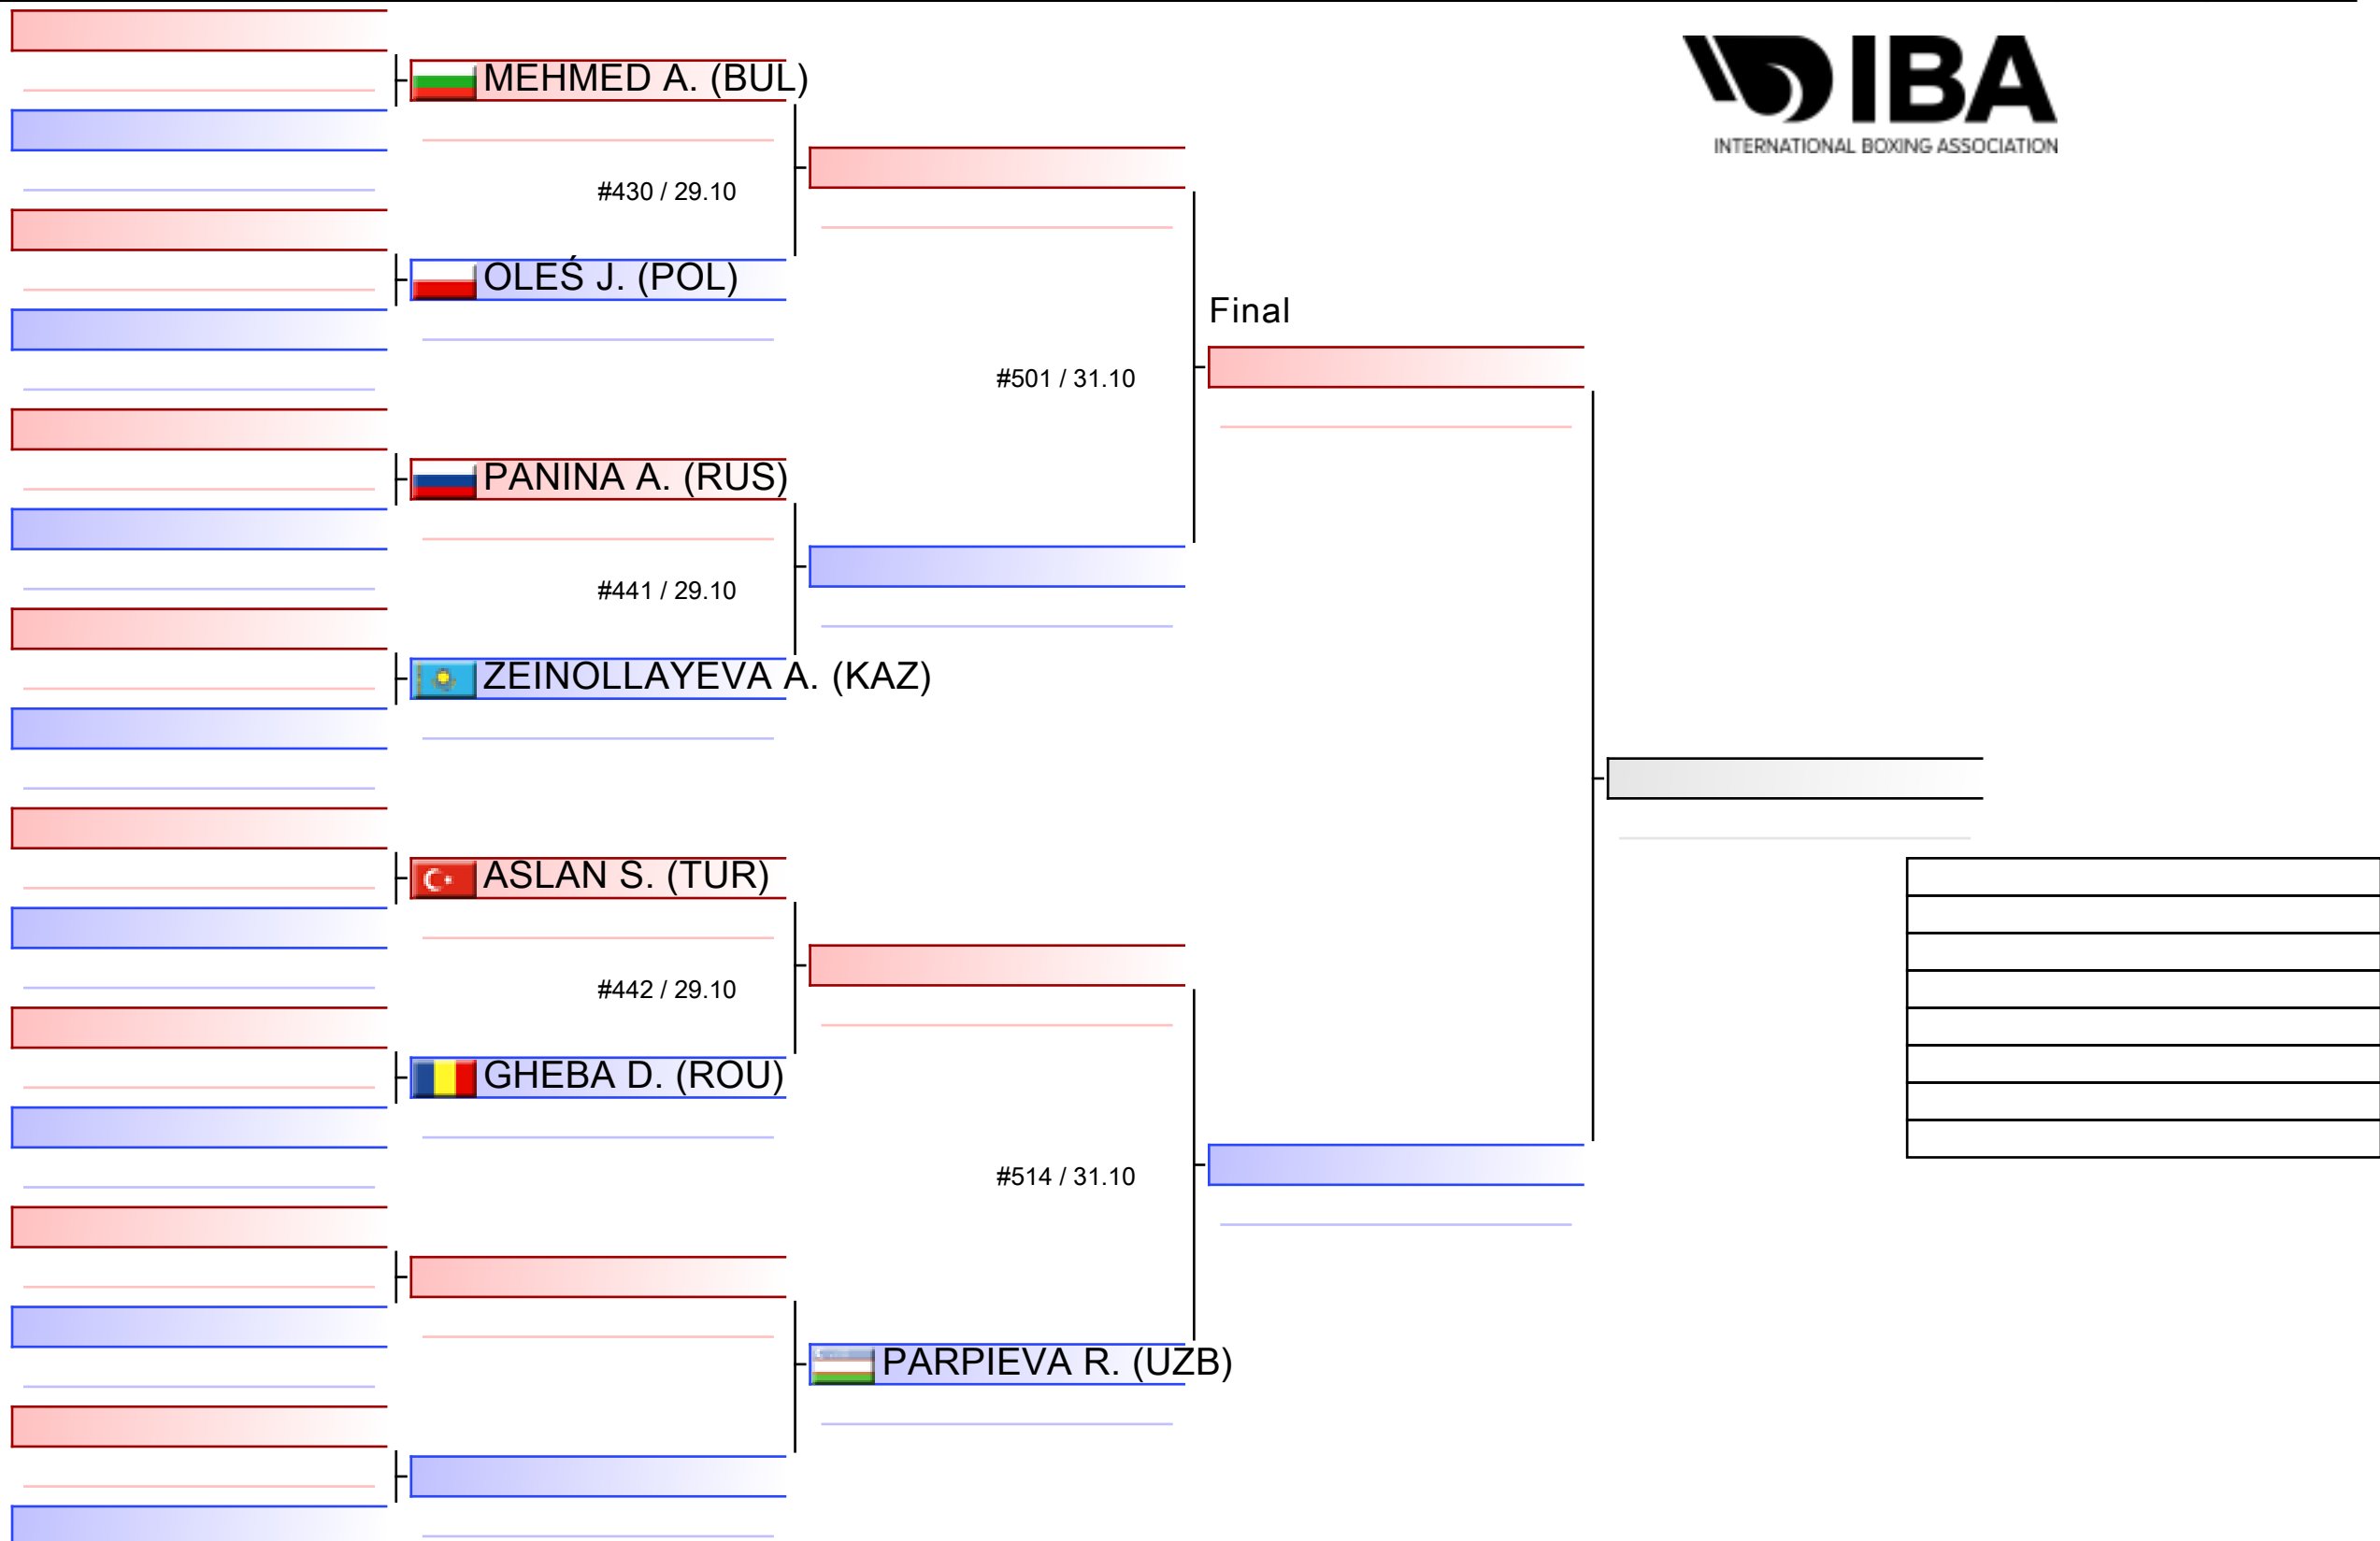 IBA
INTERNATIONAL BOXING ASSOCIATION
MEHMED A. (BUL)
#430 / 29.10
OLEŚ J. (POL)
Final
#501 / 31.10
PANINA A. (RUS)
#441 / 29.10
ZEINOLLAYEVA A. (KAZ)
ASLAN S. (TUR)
#442 / 29.10
GHEBA D. (ROU)
#514 / 31.10
PARPIEVA R. (UZB)